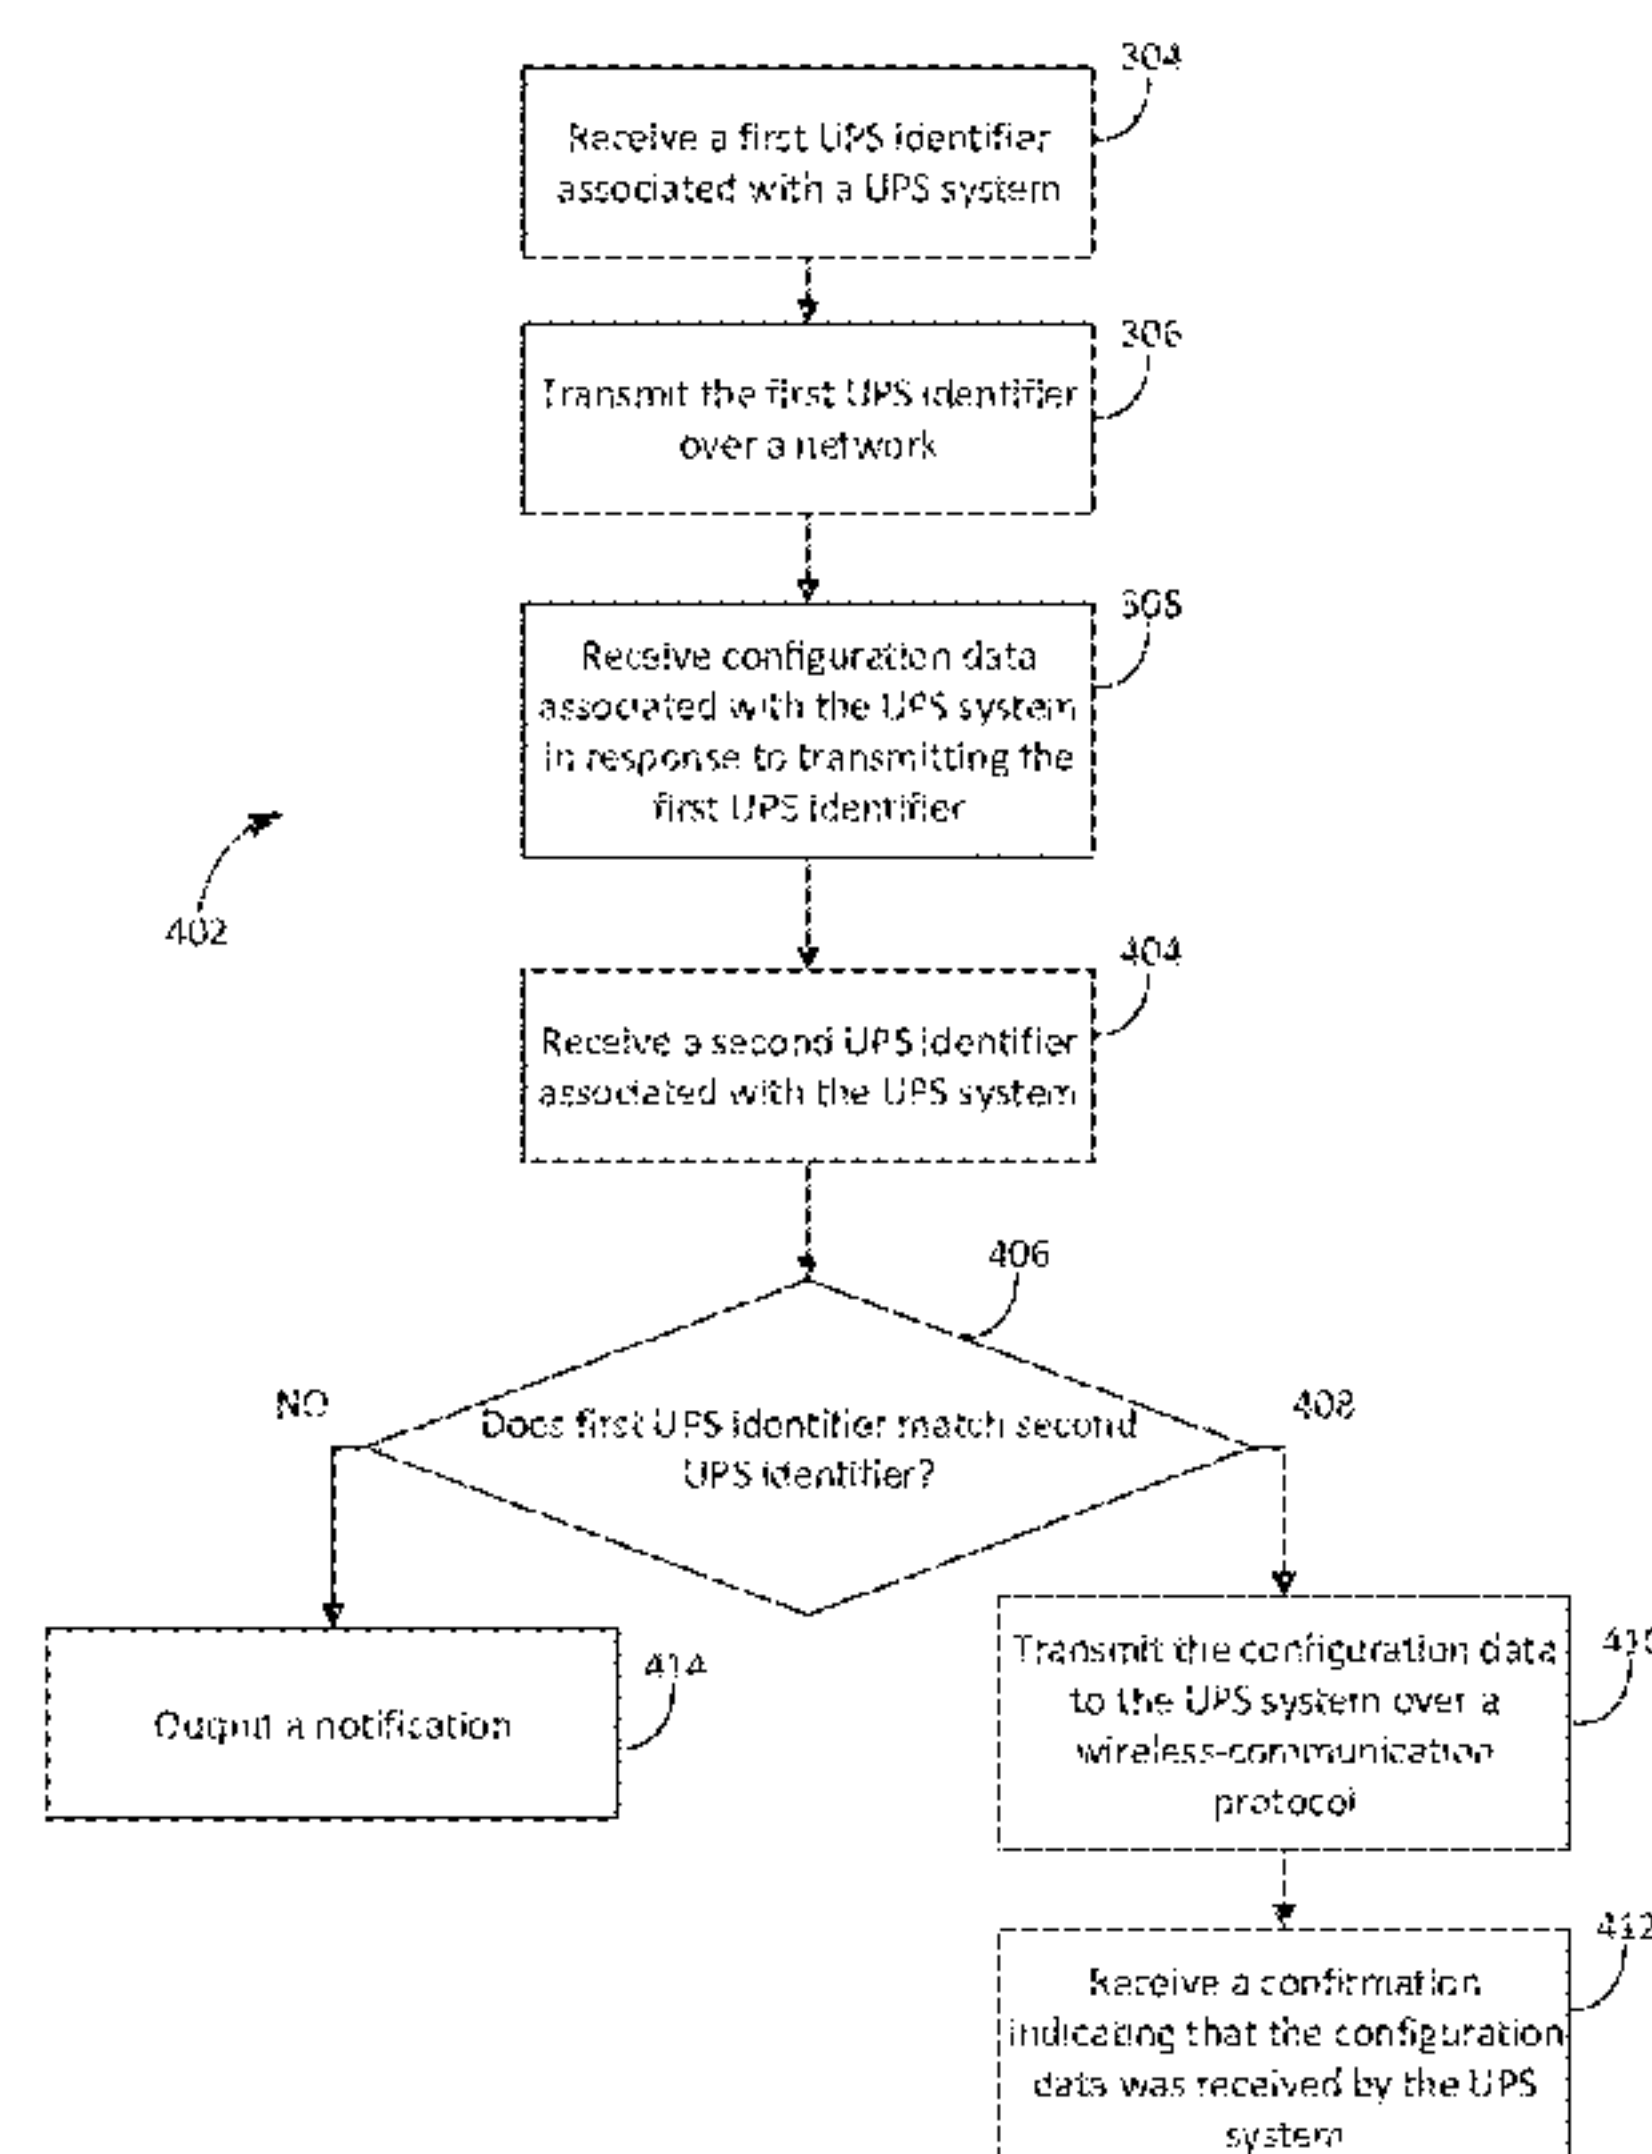 304
Receive a first UPS identifier
associated with a UPS system
306
Transmit the first UPS identifier
over a network
308
Receive configuration data
associated with the UPS system
in response to transmitting the
first UPS identifier
402
404
Receive a second UPS identifier
associated with the UPS system
406
NO
408
Does first UPS identifier match second
UPS identifier?
410
Transmit the configuration data
to the UPS system over a
wireless-communication
protocol
414
Output a notification
412
Receive a confirmation
indicating that the configuration
data was received by the UPS
system